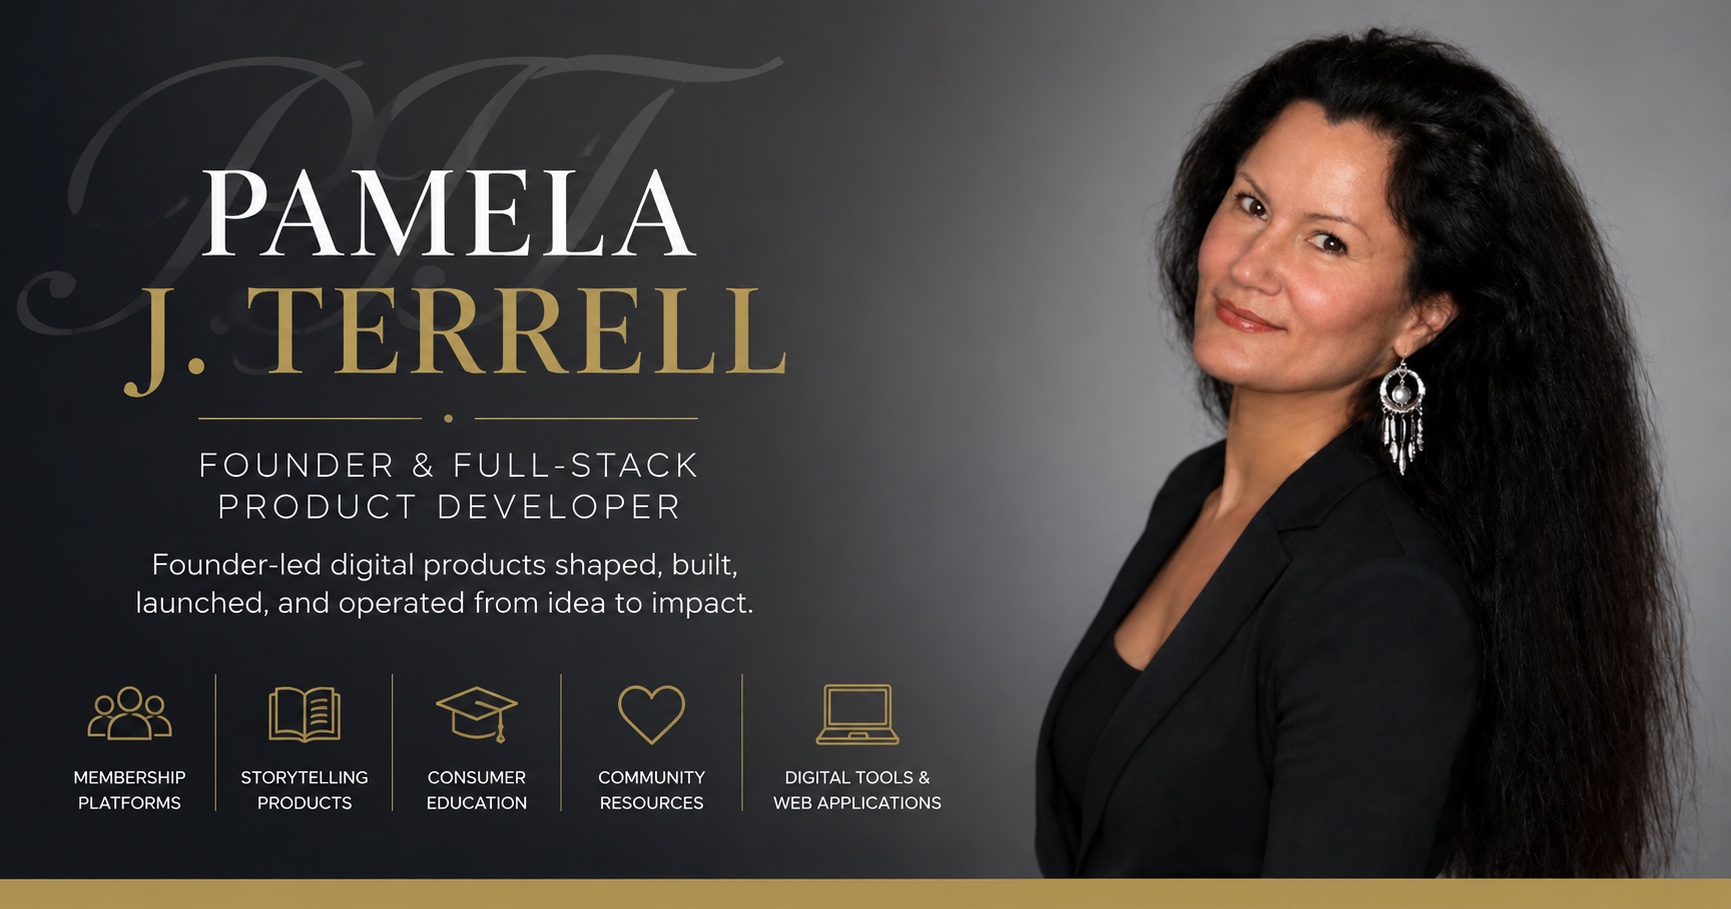 P.J.T
PAMELA
J. TERRELL
FOUNDER & FULL-STACK
PRODUCT DEVELOPER
Founder-led digital products shaped, built,
launched, and operated from idea to impact.
MEMBERSHIP
PLATFORMS
STORYTELLING
PRODUCTS
CONSUMER
EDUCATION
COMMUNITY
RESOURCES
DIGITAL TOOLS &
WEB APPLICATIONS